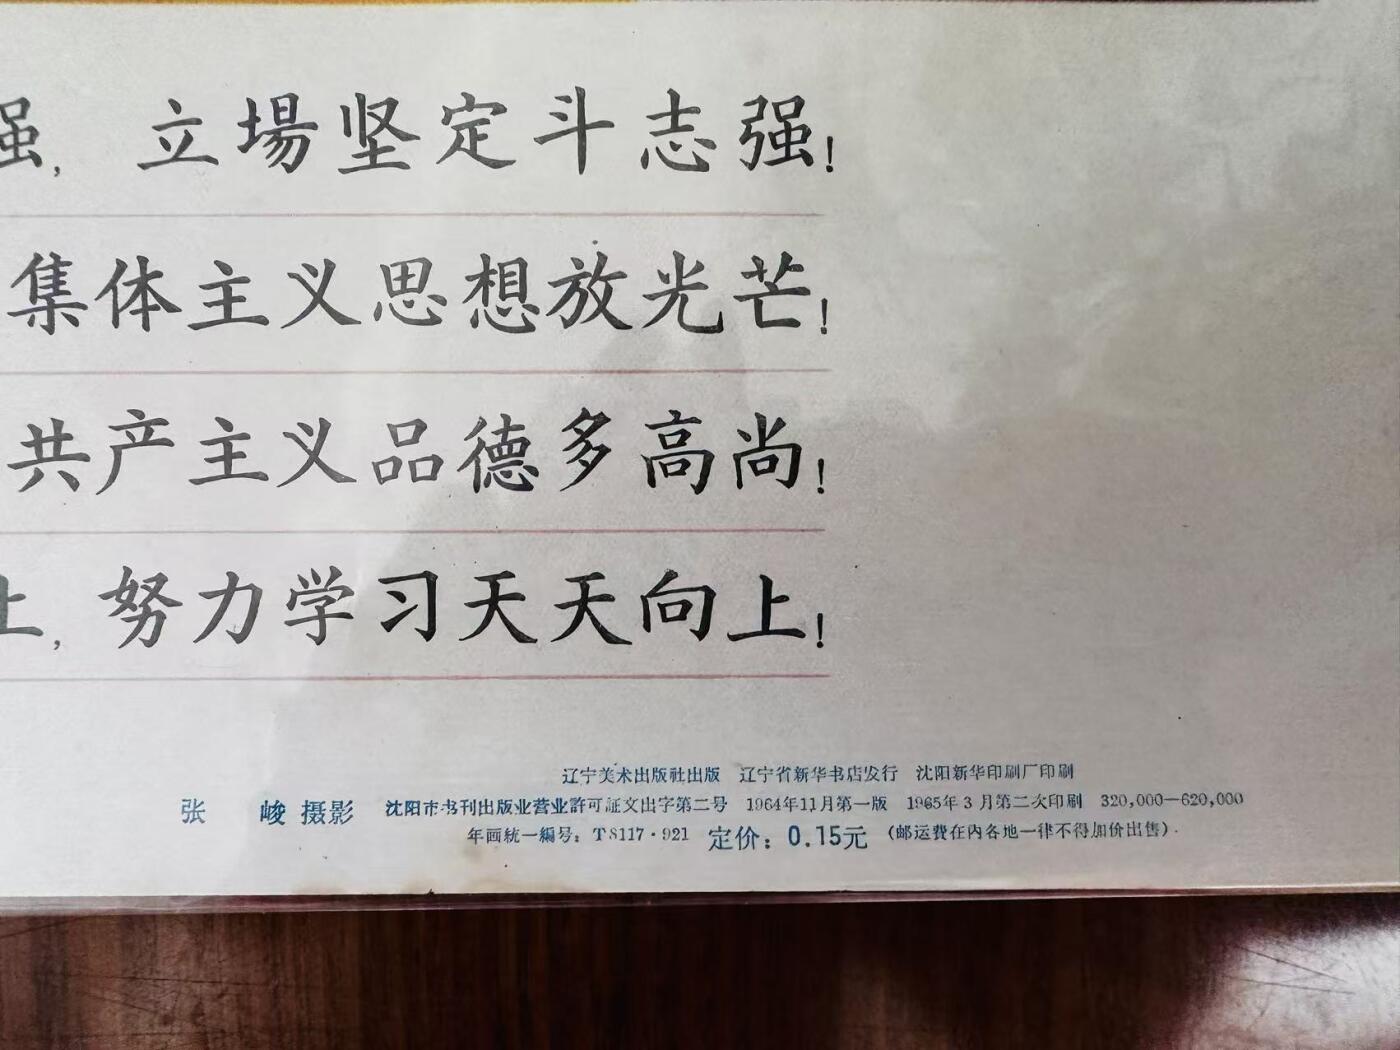 强，立場坚定斗志强！
集体主义思想放光芒！
共产主义品德多高尚！
上，努力学习天天向上！
辽宁美术出版社出版 辽宁省新华书店发行 沈阳新华印刷厂印刷
张 峻 摄影 沈阳市书刊出版业营业許可証文出字第二号 1964年11月第一版 1965年3月第二次印刷 320,000—620,000
年画統一編号：T8117·921 定价：0.15元 （邮运费在内各地一律不得加价出售）.